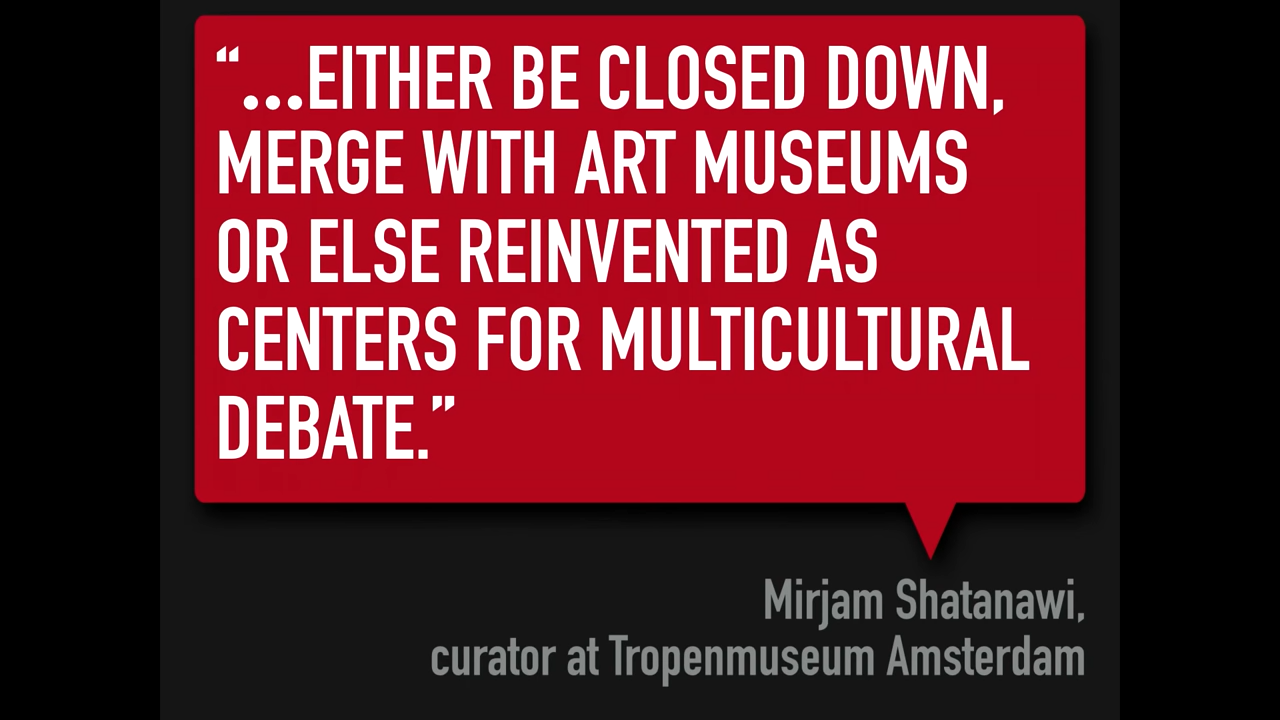 “...EITHER BE CLOSED DOWN,
MERGE WITH ART MUSEUMS
OR ELSE REINVENTED AS
CENTERS FOR MULTICULTURAL
DEBATE.”
Mirjam Shatanawi,
curator at Tropenmuseum Amsterdam